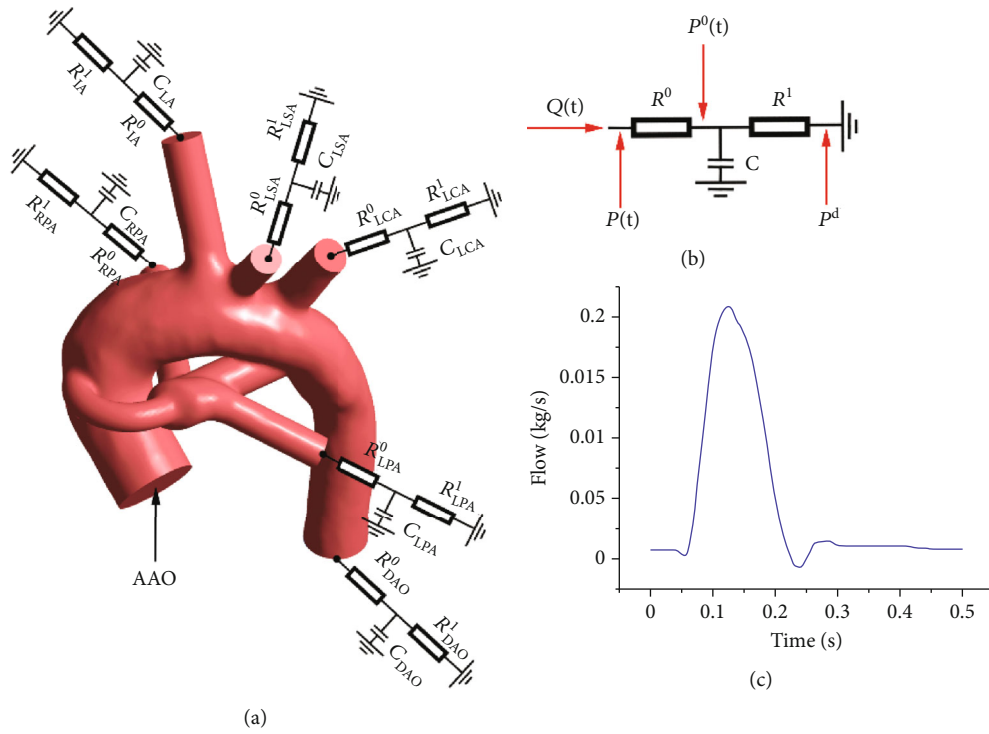 R¹IA
CLA
R⁰IA
R¹RPA
CRPA
R⁰RPA
R¹LSA
CLSA
R⁰LSA
R⁰LCA
R¹LCA
CLCA
R⁰LPA
R¹LPA
CLPA
R⁰DAO
R¹DAO
CDAO
AAO
(a)
P⁰(t)
Q(t)
R⁰
R¹
C
P(t)
Pᵈ
(b)
Flow (kg/s)
0.2
0.015
0.01
0.05
0
0
0.1
0.2
0.3
0.4
0.5
Time (s)
(c)